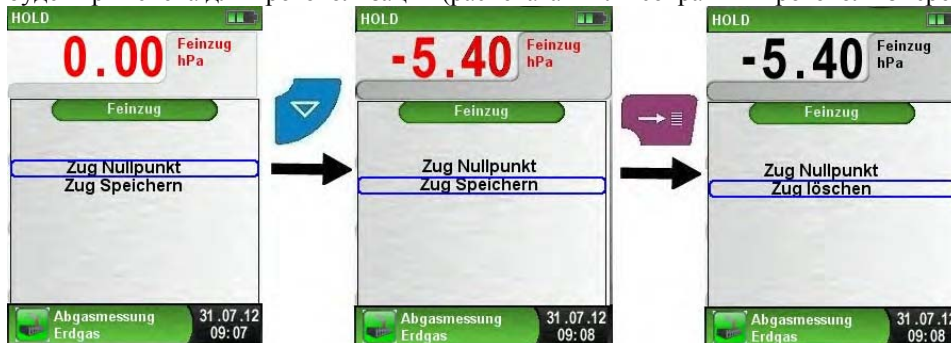 HOLD
0.00 Feinzug
hPa
Feinzug
Zug Nullpunkt
Zug Speichern
Abgasmessung 31.07.12
Erdgas 09:07
HOLD
-5.40 Feinzug
hPa
Feinzug
Zug Nullpunkt
Zug Speichern
Abgasmessung 31.07.12
Erdgas 09:08
HOLD
-5.40 Feinzug
hPa
Feinzug
Zug Nullpunkt
Zug löschen
Abgasmessung 31.07.12
Erdgas 09:08